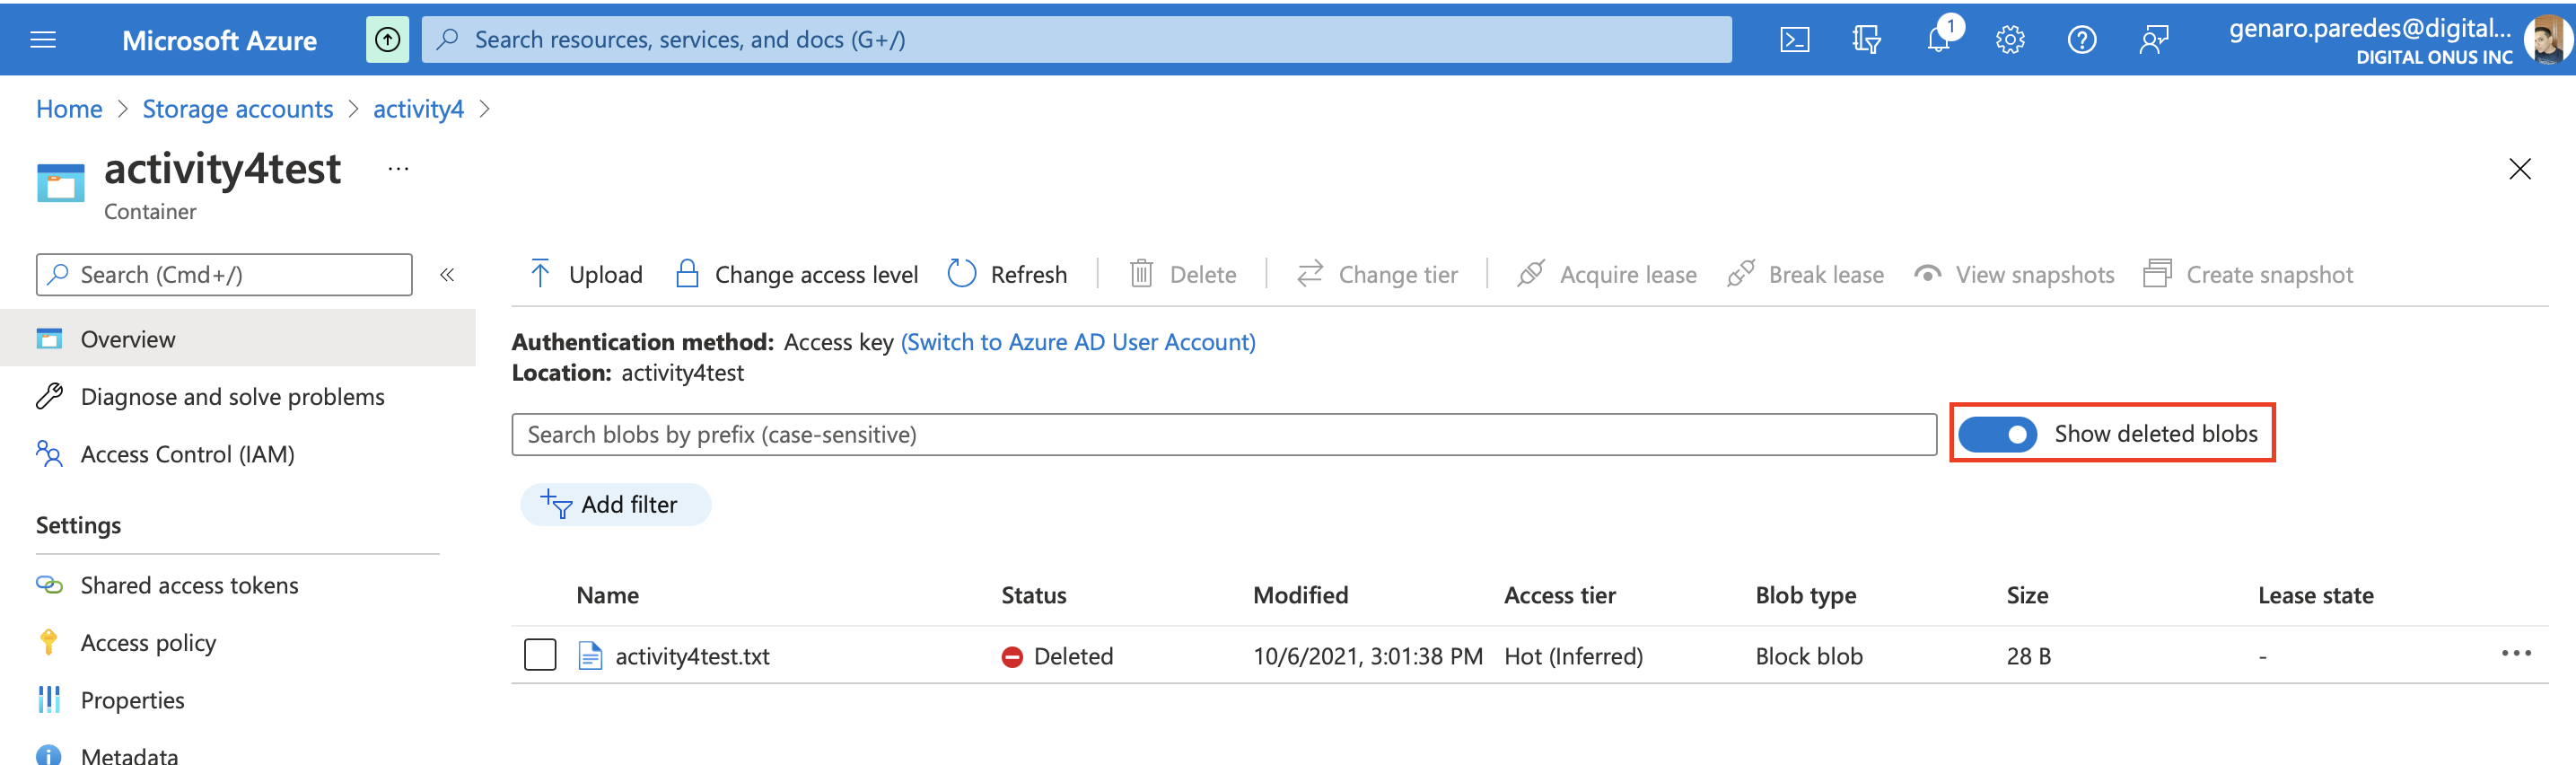 Microsoft Azure
Search resources, services, and docs (G+/)
1
genaro.paredes@digital...
DIGITAL ONUS INC
Home > Storage accounts > activity4 >
activity4test ...
Container
Search (Cmd+/)
«
Upload
Change access level
Refresh
Delete
Change tier
Acquire lease
Break lease
View snapshots
Create snapshot
Overview
Diagnose and solve problems
Access Control (IAM)
Settings
Shared access tokens
Access policy
Properties
Metadata
Authentication method: Access key (Switch to Azure AD User Account)
Location: activity4test
Search blobs by prefix (case-sensitive)
Show deleted blobs
Add filter
Name Status Modified Access tier Blob type Size Lease state
activity4test.txt Deleted 10/6/2021, 3:01:38 PM Hot (Inferred) Block blob 28 B - ...